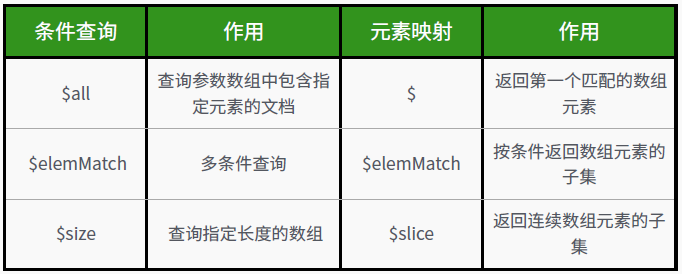 条件查询 作用 元素映射 作用
$all 查询参数数组中包含指 $ 返回第一个匹配的数组
定元素的文档 元素
$elemMatch 多条件查询 $elemMatch 按条件返回数组元素的
子集
$size 查询指定长度的数组 $slice 返回连续数组元素的子
集